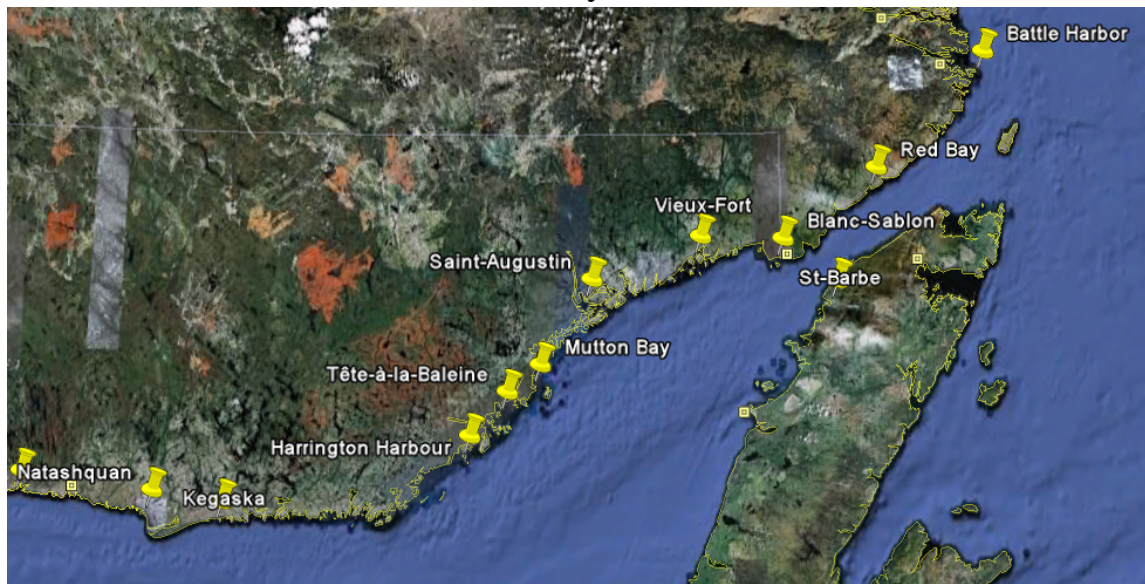 Battle Harbor
Red Bay
Vieux-Fort
Blanc-Sablon
Saint-Augustin
St-Barbe
Mutton Bay
Tête-à-la-Baleine
Harrington Harbour
Natashquan
Kegaska